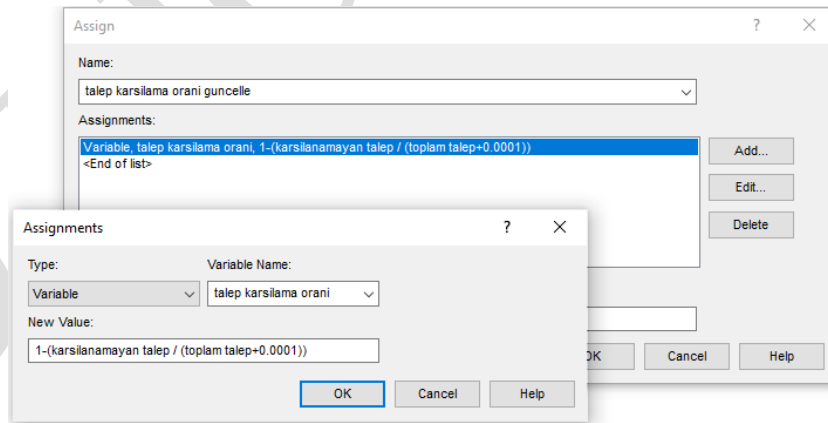 Assign
?
Name:
talep karsilama orani guncelle
Assignments:
Variable, talep karsilama orani, 1-(karsilanamayan talep / (toplam talep+0.0001))
<End of list>
Add...
Edit...
Delete
OK
Cancel
Help
Assignments
?
Type:
Variable Name:
Variable
talep karsilama orani
New Value:
1-(karsilanamayan talep / (toplam talep+0.0001))
OK
Cancel
Help